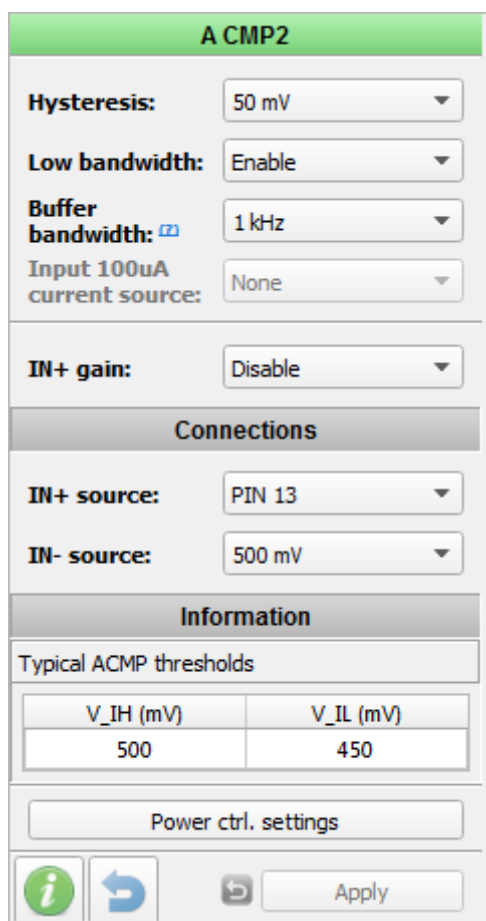 A CMP2
Hysteresis: 50 mV
Low bandwidth: Enable
Buffer
bandwidth: [?] 1 kHz
Input 100uA
current source: None
IN+ gain: Disable
Connections
IN+ source: PIN 13
IN- source: 500 mV
Information
Typical ACMP thresholds
V_IH (mV) V_IL (mV)
500 450
Power ctrl. settings
i Apply